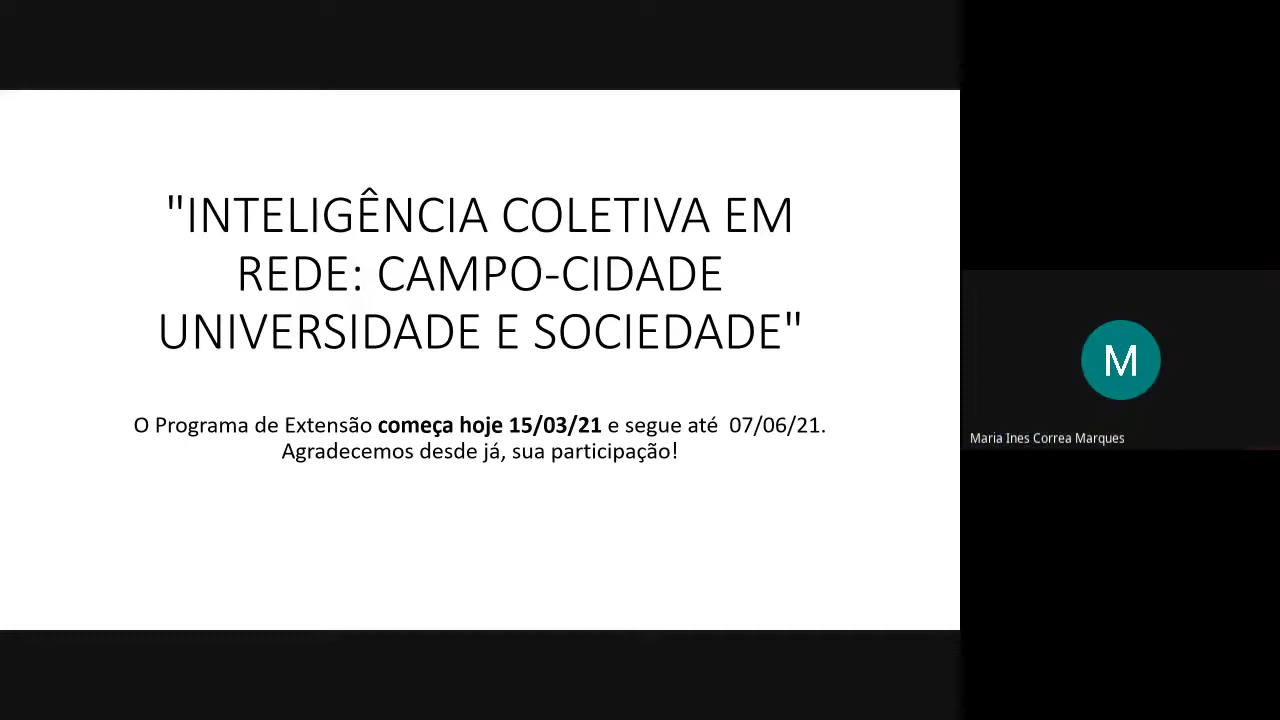 "INTELIGÊNCIA COLETIVA EM
REDE: CAMPO-CIDADE
UNIVERSIDADE E SOCIEDADE"
O Programa de Extensão começa hoje 15/03/21 e segue até 07/06/21.
Agradecemos desde já, sua participação!
M
Maria Ines Correa Marques